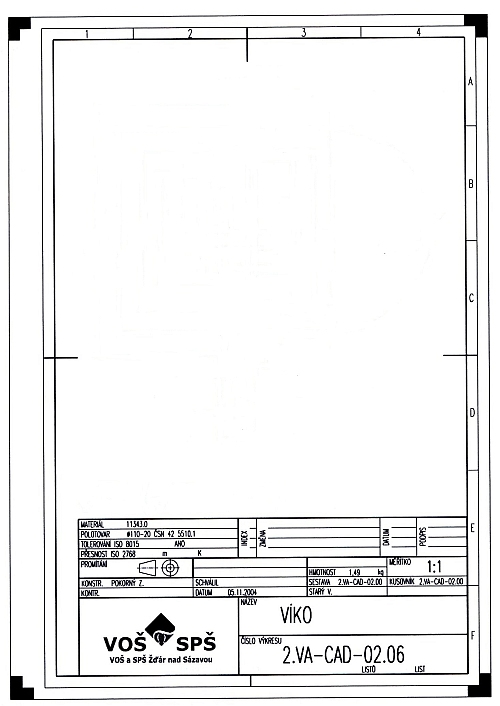 1 2 3 4
A
B
C
D
E
F
MATERIÁL 11343.0
POLOTOVAR ø110-20 ČSN 42 5510.1
TOLEROVÁNÍ ISO 8015 ANO
PŘESNOST ISO 2768 m K
INDEX
ZMĚNA
DATUM
PODPIS
PROMÍTÁNÍ
HMOTNOST 1,49 kg
MĚŘÍTKO 1:1
KONSTR. POKORNÝ Z. SCHVÁLIL
SESTAVA 2.VA-CAD-02.00 KUSOVNÍK 2.VA-CAD-02.00
KONTR. DATUM 05.11.2004 STARÝ V.
NÁZEV
VÍKO
ČÍSLO VÝKRESU
2.VA-CAD-02.06
LISTŮ LIST
VOŠ SPŠ
VOŠ a SPŠ Žďár nad Sázavou